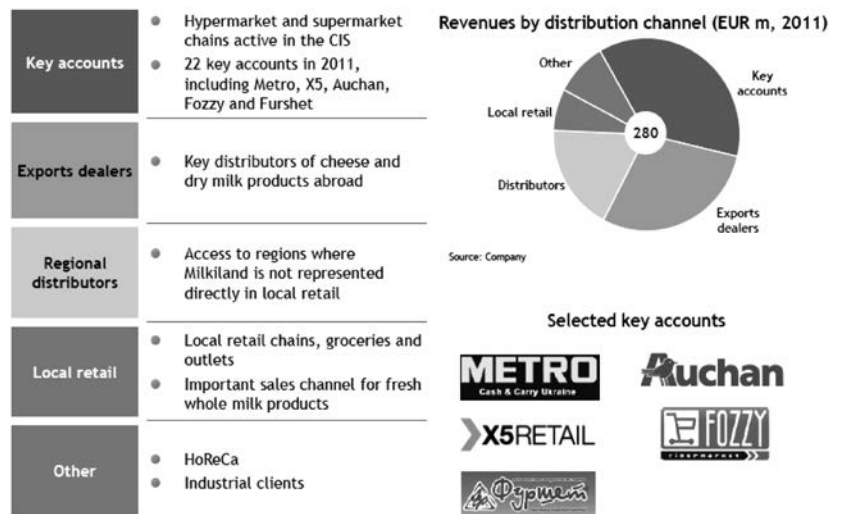 Key accounts
Hypermarket and supermarket
chains active in the CIS
22 key accounts in 2011,
including Metro, X5, Auchan,
Fozzy and Furshet
Exports dealers
Key distributors of cheese and
dry milk products abroad
Regional
distributors
Access to regions where
Milkiland is not represented
directly in local retail
Local retail
Local retail chains, groceries and
outlets
Important sales channel for fresh
whole milk products
Other
HoReCa
Industrial clients
Revenues by distribution channel (EUR m, 2011)
Other
Key
accounts
Local retail
280
Distributors
Exports
dealers
Source: Company
Selected key accounts
METRO
Cash & Carry Ukraine
Auchan
X5RETAIL
FOZZY
Фуршет